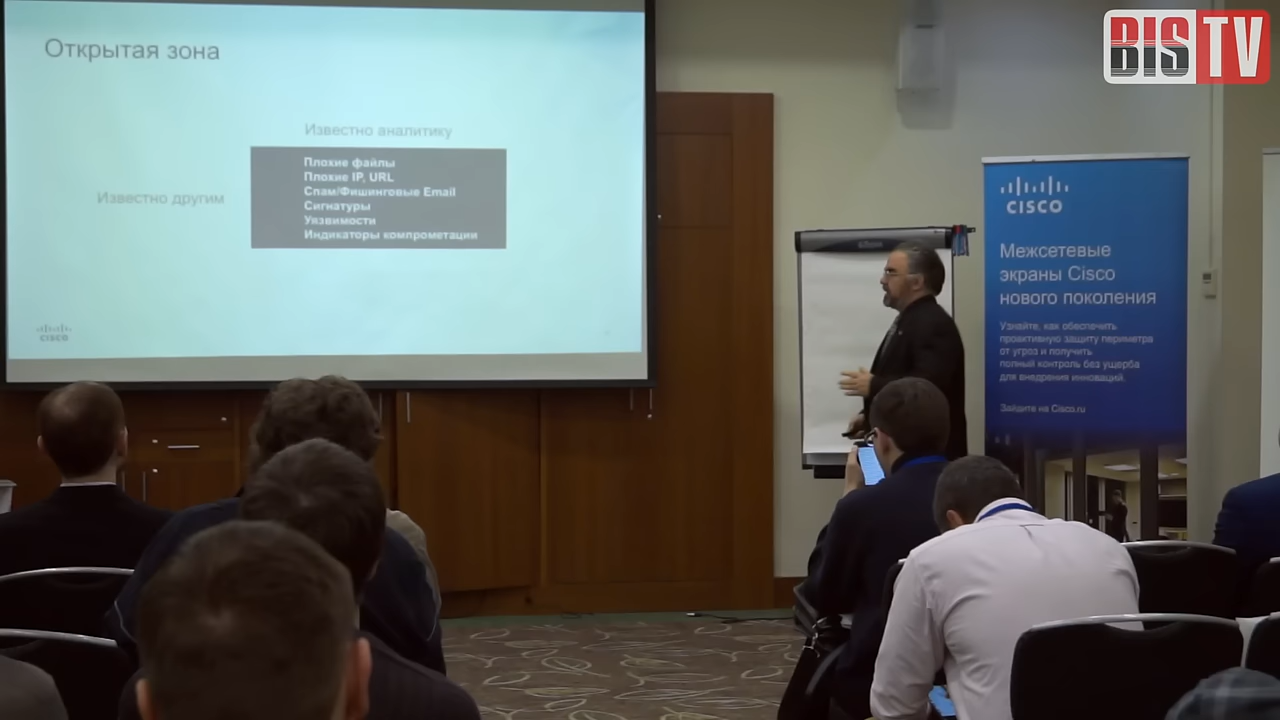 Открытая зона
Известно аналитику
Известно другим
Плохие файлы
Плохие IP, URL
Спам/Фишинговые Email
Сигнатуры
Уязвимости
Индикаторы компрометации
CISCO
BISTV
CISCO
Межсетевые
экраны Cisco
нового поколения
Узнайте, как обеспечить
проактивную защиту периметра
от угроз и получить
полный контроль без ущерба
для внедрения инноваций.
Зайдите на Cisco.ru